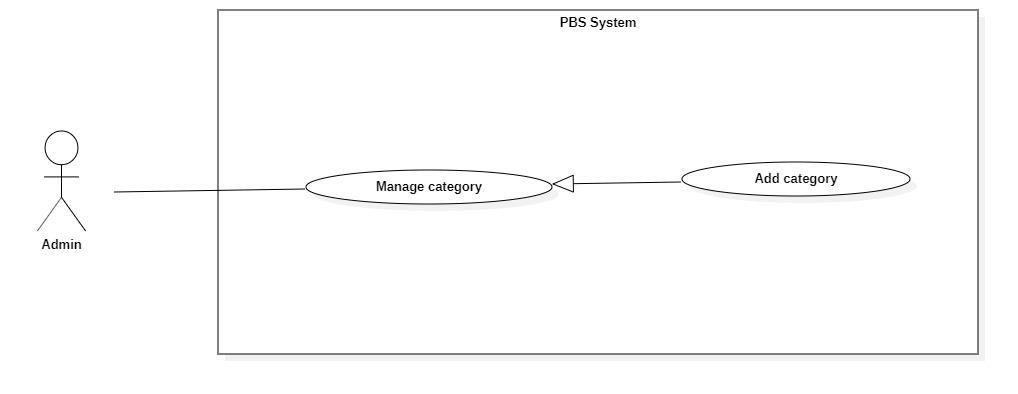 PBS System
Manage category
Add category
Admin